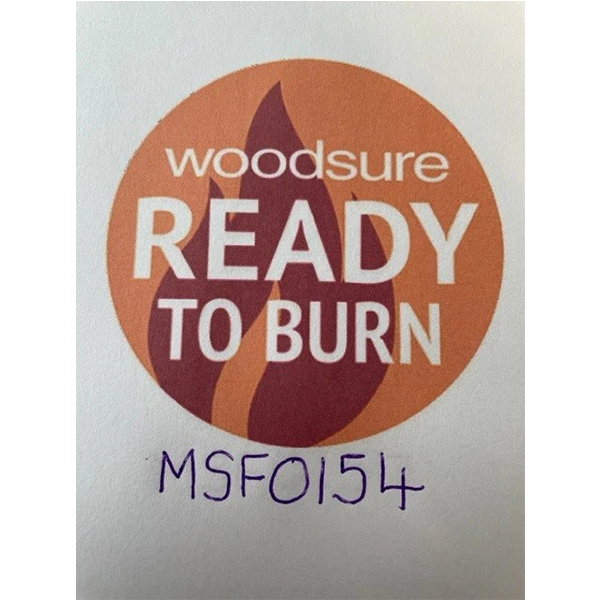 woodsure
READY
TO BURN
MSF0154